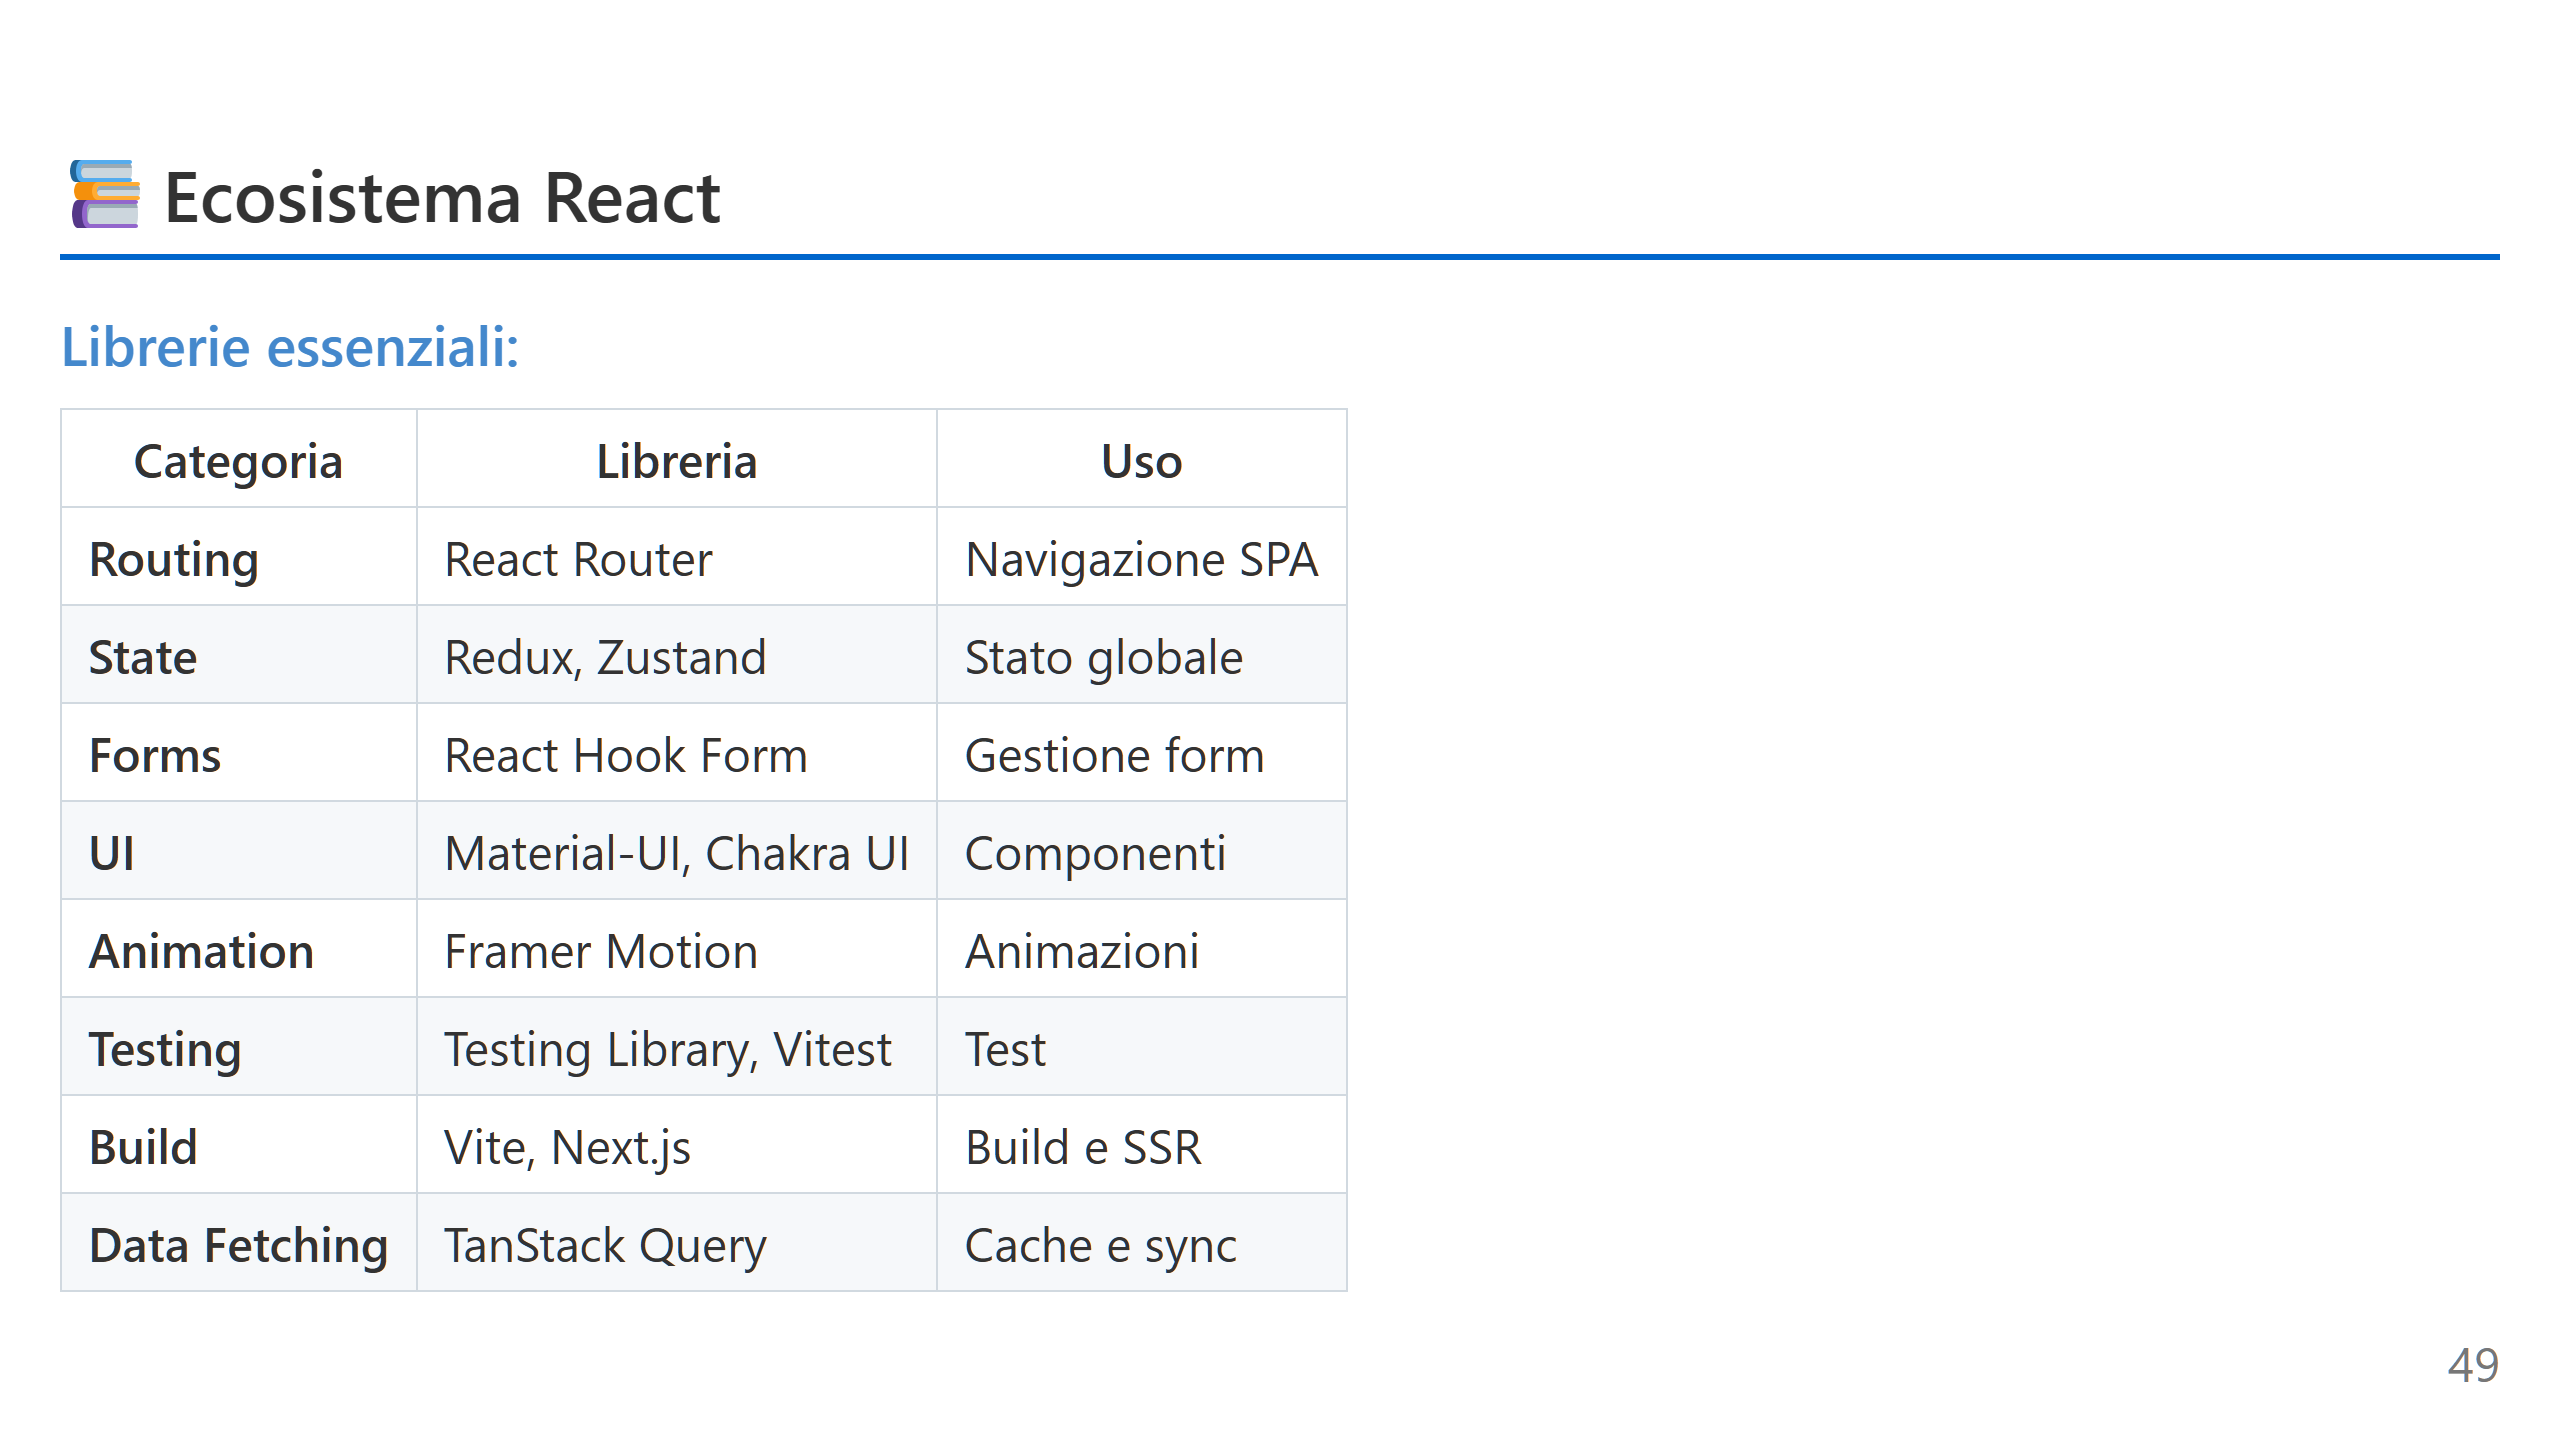 Ecosistema React
Librerie essenziali:
Categoria Libreria Uso
Routing React Router Navigazione SPA
State Redux, Zustand Stato globale
Forms React Hook Form Gestione form
UI Material-UI, Chakra UI Componenti
Animation Framer Motion Animazioni
Testing Testing Library, Vitest Test
Build Vite, Next.js Build e SSR
Data Fetching TanStack Query Cache e sync
49